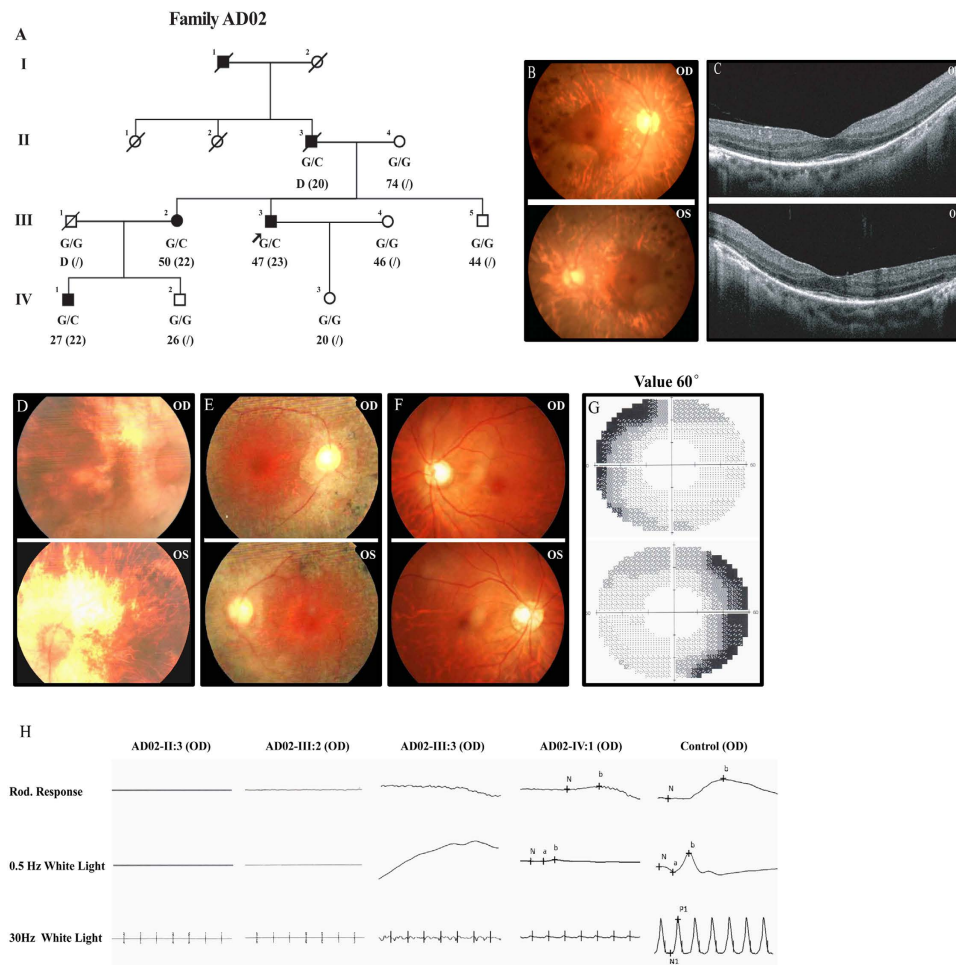 Family AD02
A
I
1
2
II
1
2
3
4
G/C
G/G
D (20)
74 (/)
III
1
2
3
4
5
G/G
G/C
G/C
G/G
G/G
D (/)
50 (22)
47 (23)
46 (/)
44 (/)
IV
1
2
3
G/C
G/G
G/G
27 (22)
26 (/)
20 (/)
B
OD
OS
C
D
OD
OS
E
OD
OS
F
OD
OS
Value 60°
G
60
60
H
AD02-II:3 (OD)
AD02-III:2 (OD)
AD02-III:3 (OD)
AD02-IV:1 (OD)
Control (OD)
Rod. Response
N
b
N
b
0.5 Hz White Light
N
a
b
N
a
b
30Hz White Light
P1
N1